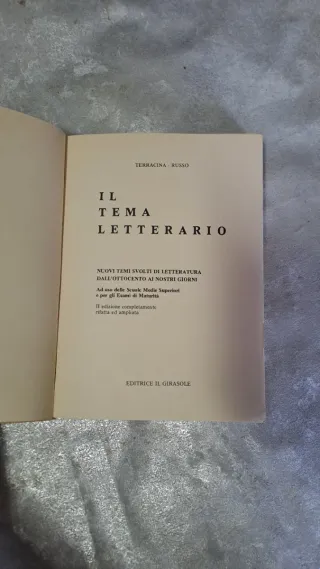 TERRACINA - RUSSO
IL
TEMA
LETTERARIO
NUOVI TEMI SVOLTI DI LETTERATURA
DALL'OTTOCENTO AI NOSTRI GIORNI
Ad uso delle Scuole Medie Superiori
e per gli Esami di Maturità
II edizione completamente
rifatta ed ampliata
EDITRICE IL GIRASOLE